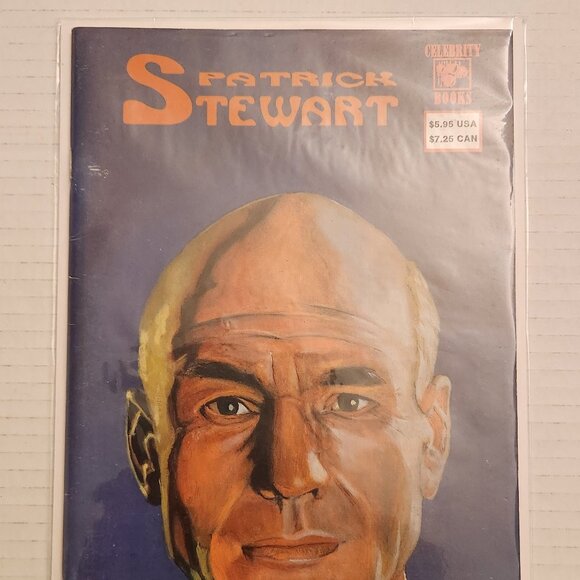 PATRICK
STEWART
CELEBRITY
BOOKS
$5.95 USA
$7.25 CAN